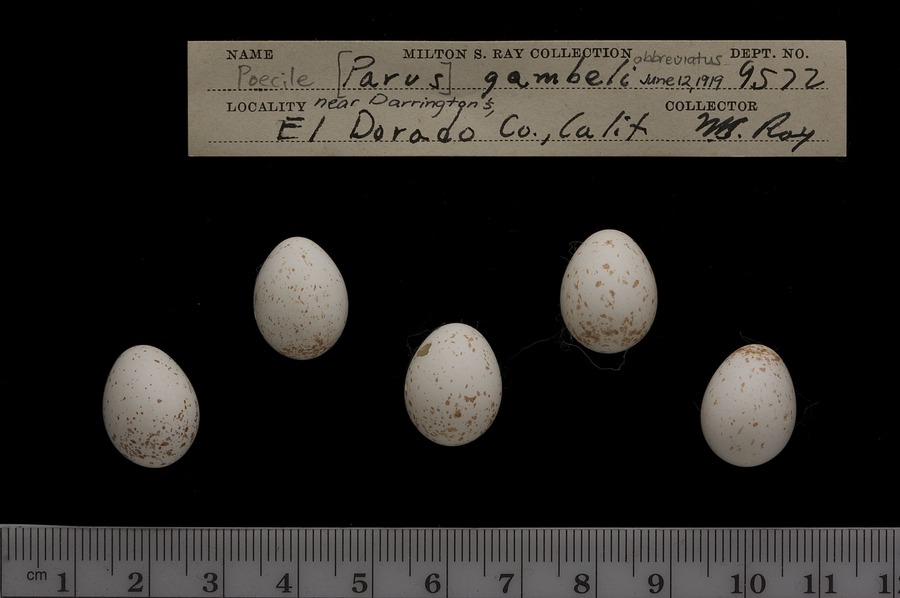 NAME MILTON S. RAY COLLECTION abbreviatus DEPT. NO.
Poecile [Parus] gambeli June 12, 1919 9572
LOCALITY near Darrington's, COLLECTOR
El Dorado Co., Calif M.S. Ray
cm 1 2 3 4 5 6 7 8 9 10 11 1